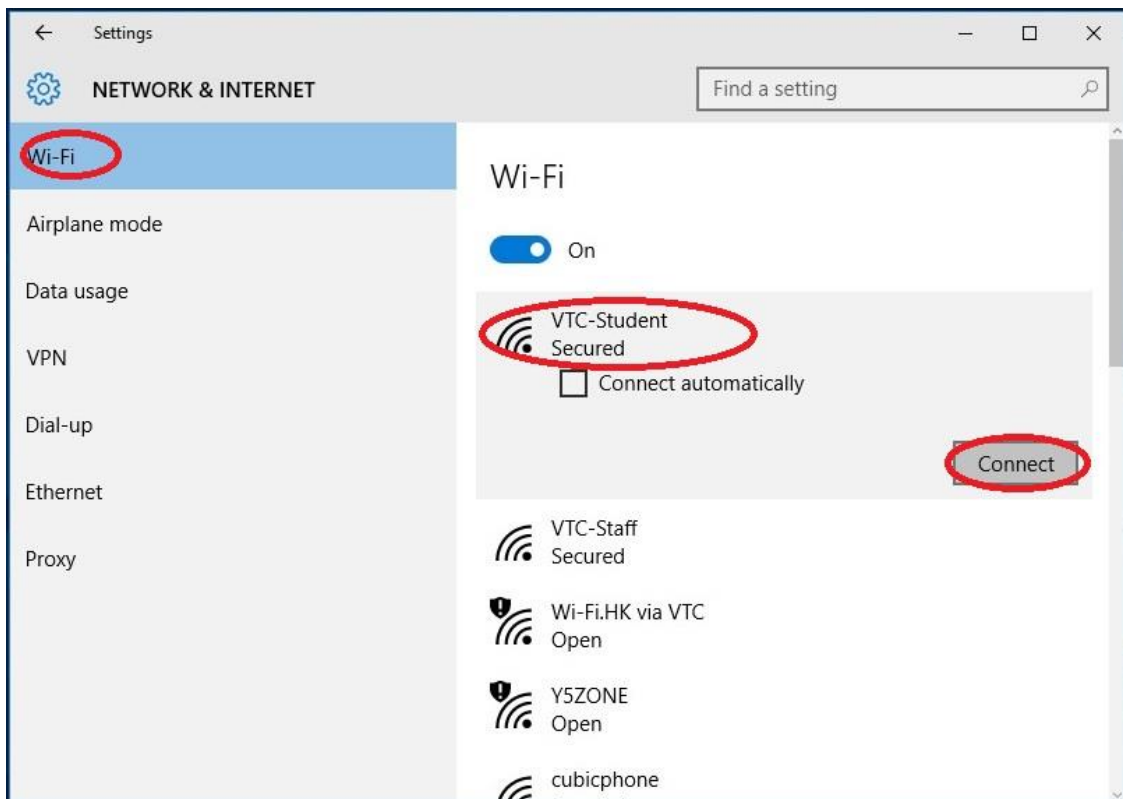 Settings
NETWORK & INTERNET
Find a setting
Wi-Fi
Airplane mode
Data usage
VPN
Dial-up
Ethernet
Proxy
Wi-Fi
On
VTC-Student
Secured
Connect automatically
Connect
VTC-Staff
Secured
Wi-Fi.HK via VTC
Open
Y5ZONE
Open
cubicphone